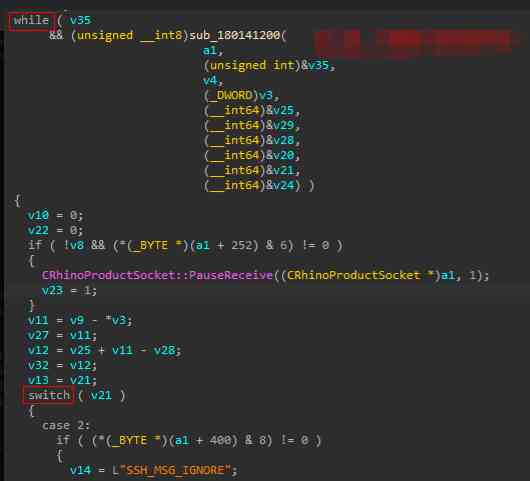 while ( v35
&& (unsigned __int8)sub_180141200(
a1,
(unsigned int)&v35,
v4,
(_DWORD)v3,
(__int64)&v25,
(__int64)&v29,
(__int64)&v28,
(__int64)&v20,
(__int64)&v21,
(__int64)&v24) )
{
v10 = 0;
v22 = 0;
if ( !v8 && (*(_BYTE *)(a1 + 252) & 6) != 0 )
{
CRhinoProductSocket::PauseReceive((CRhinoProductSocket *)a1, 1);
v23 = 1;
}
v11 = v9 - *v3;
v27 = v11;
v12 = v25 + v11 - v28;
v32 = v12;
v13 = v21;
switch ( v21 )
{
case 2:
if ( (*(_BYTE *)(a1 + 400) & 8) != 0 )
{
v14 = L"SSH_MSG_IGNORE";